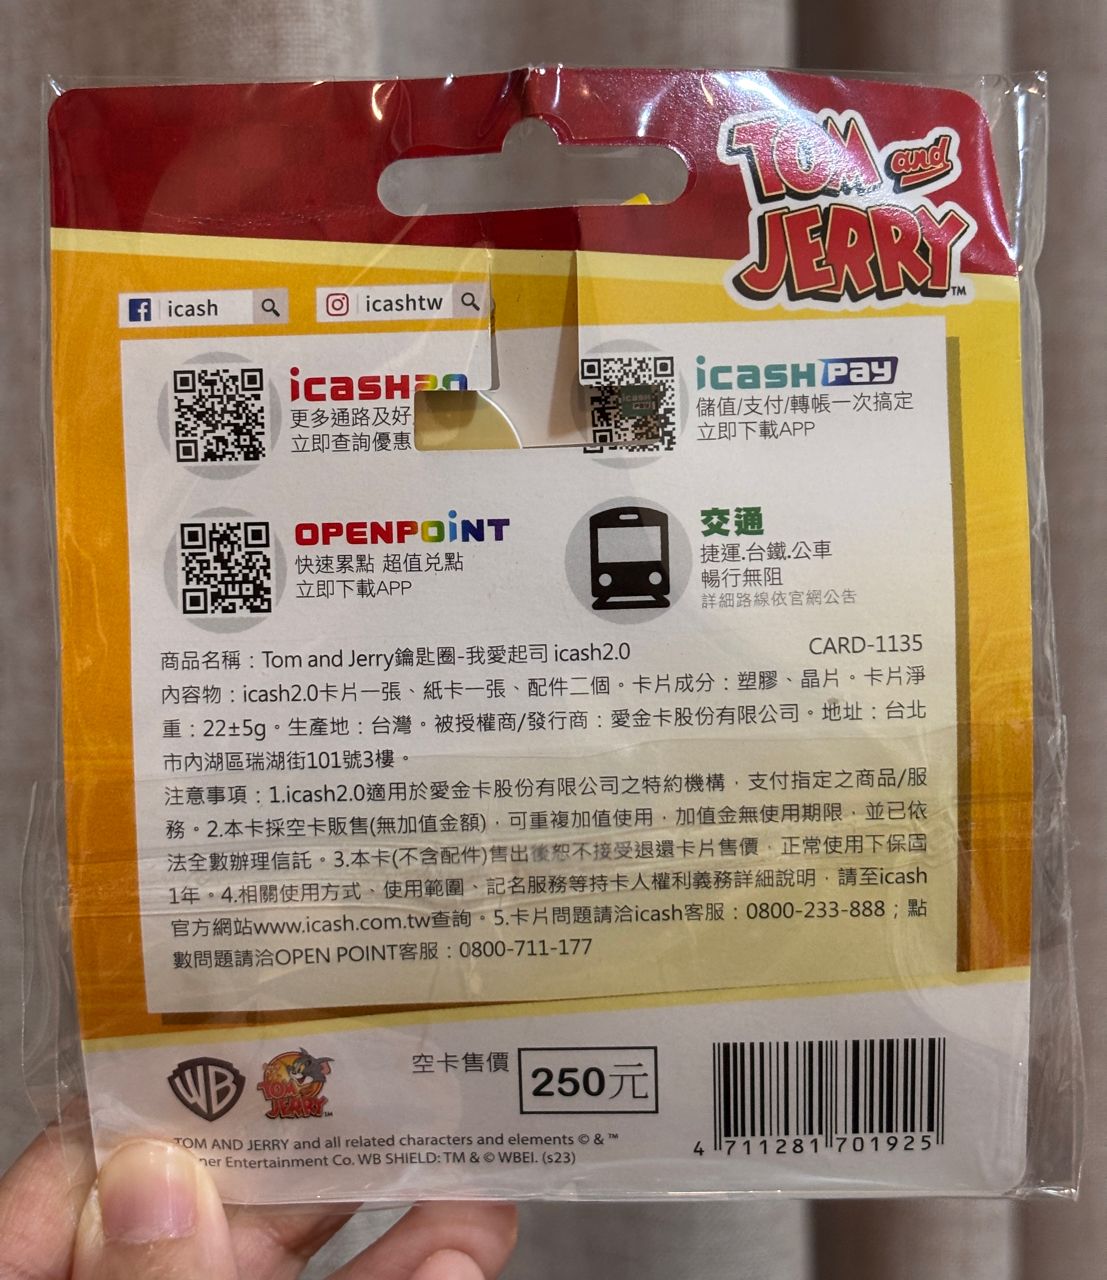 TOM and
JERRY™
icash
icashtw
icash2.0
更多通路及好
立即查詢優惠
icash Pay
儲值/支付/轉帳一次搞定
立即下載APP
OPENPOINT
快速累點 超值兌點
立即下載APP
交通
捷運.台鐵.公車
暢行無阻
詳細路線依官網公告
商品名稱：Tom and Jerry鑰匙圈-我愛起司 icash2.0
CARD-1135
內容物：icash2.0卡片一張、紙卡一張、配件二個。卡片成分：塑膠、晶片。卡片淨
重：22±5g。生產地：台灣。被授權商/發行商：愛金卡股份有限公司。地址：台北
市內湖區瑞湖街101號3樓。
注意事項：1.icash2.0適用於愛金卡股份有限公司之特約機構，支付指定之商品/服
務。2.本卡採空卡販售(無加值金額)，可重複加值使用，加值金無使用期限，並已依
法全數辦理信託。3.本卡(不含配件)售出後恕不接受退還卡片售價，正常使用下保固
1年。4.相關使用方式、使用範圍、記名服務等持卡人權利義務詳細說明，請至icash
官方網站www.icash.com.tw查詢。5.卡片問題請洽icash客服：0800-233-888；點
數問題請洽OPEN POINT客服：0800-711-177
WB
TOM and JERRY
空卡售價
250元
TOM AND JERRY and all related characters and elements © & ™
Entertainment Co. WB SHIELD: TM & © WBEI. (s23)
4 711281 701925